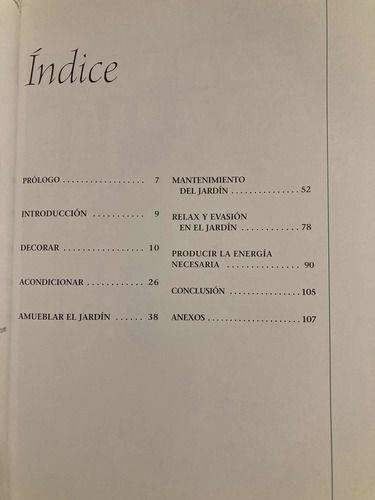 Índice
PRÓLOGO .................. 7
INTRODUCCIÓN ........... 9
DECORAR ................. 10
ACONDICIONAR ............ 26
AMUEBLAR EL JARDÍN ...... 38
MANTENIMIENTO
DEL JARDÍN ............... 52
RELAX Y EVASIÓN
EN EL JARDÍN ............. 78
PRODUCIR LA ENERGÍA
NECESARIA ............... 90
CONCLUSIÓN .............. 105
ANEXOS ................... 107